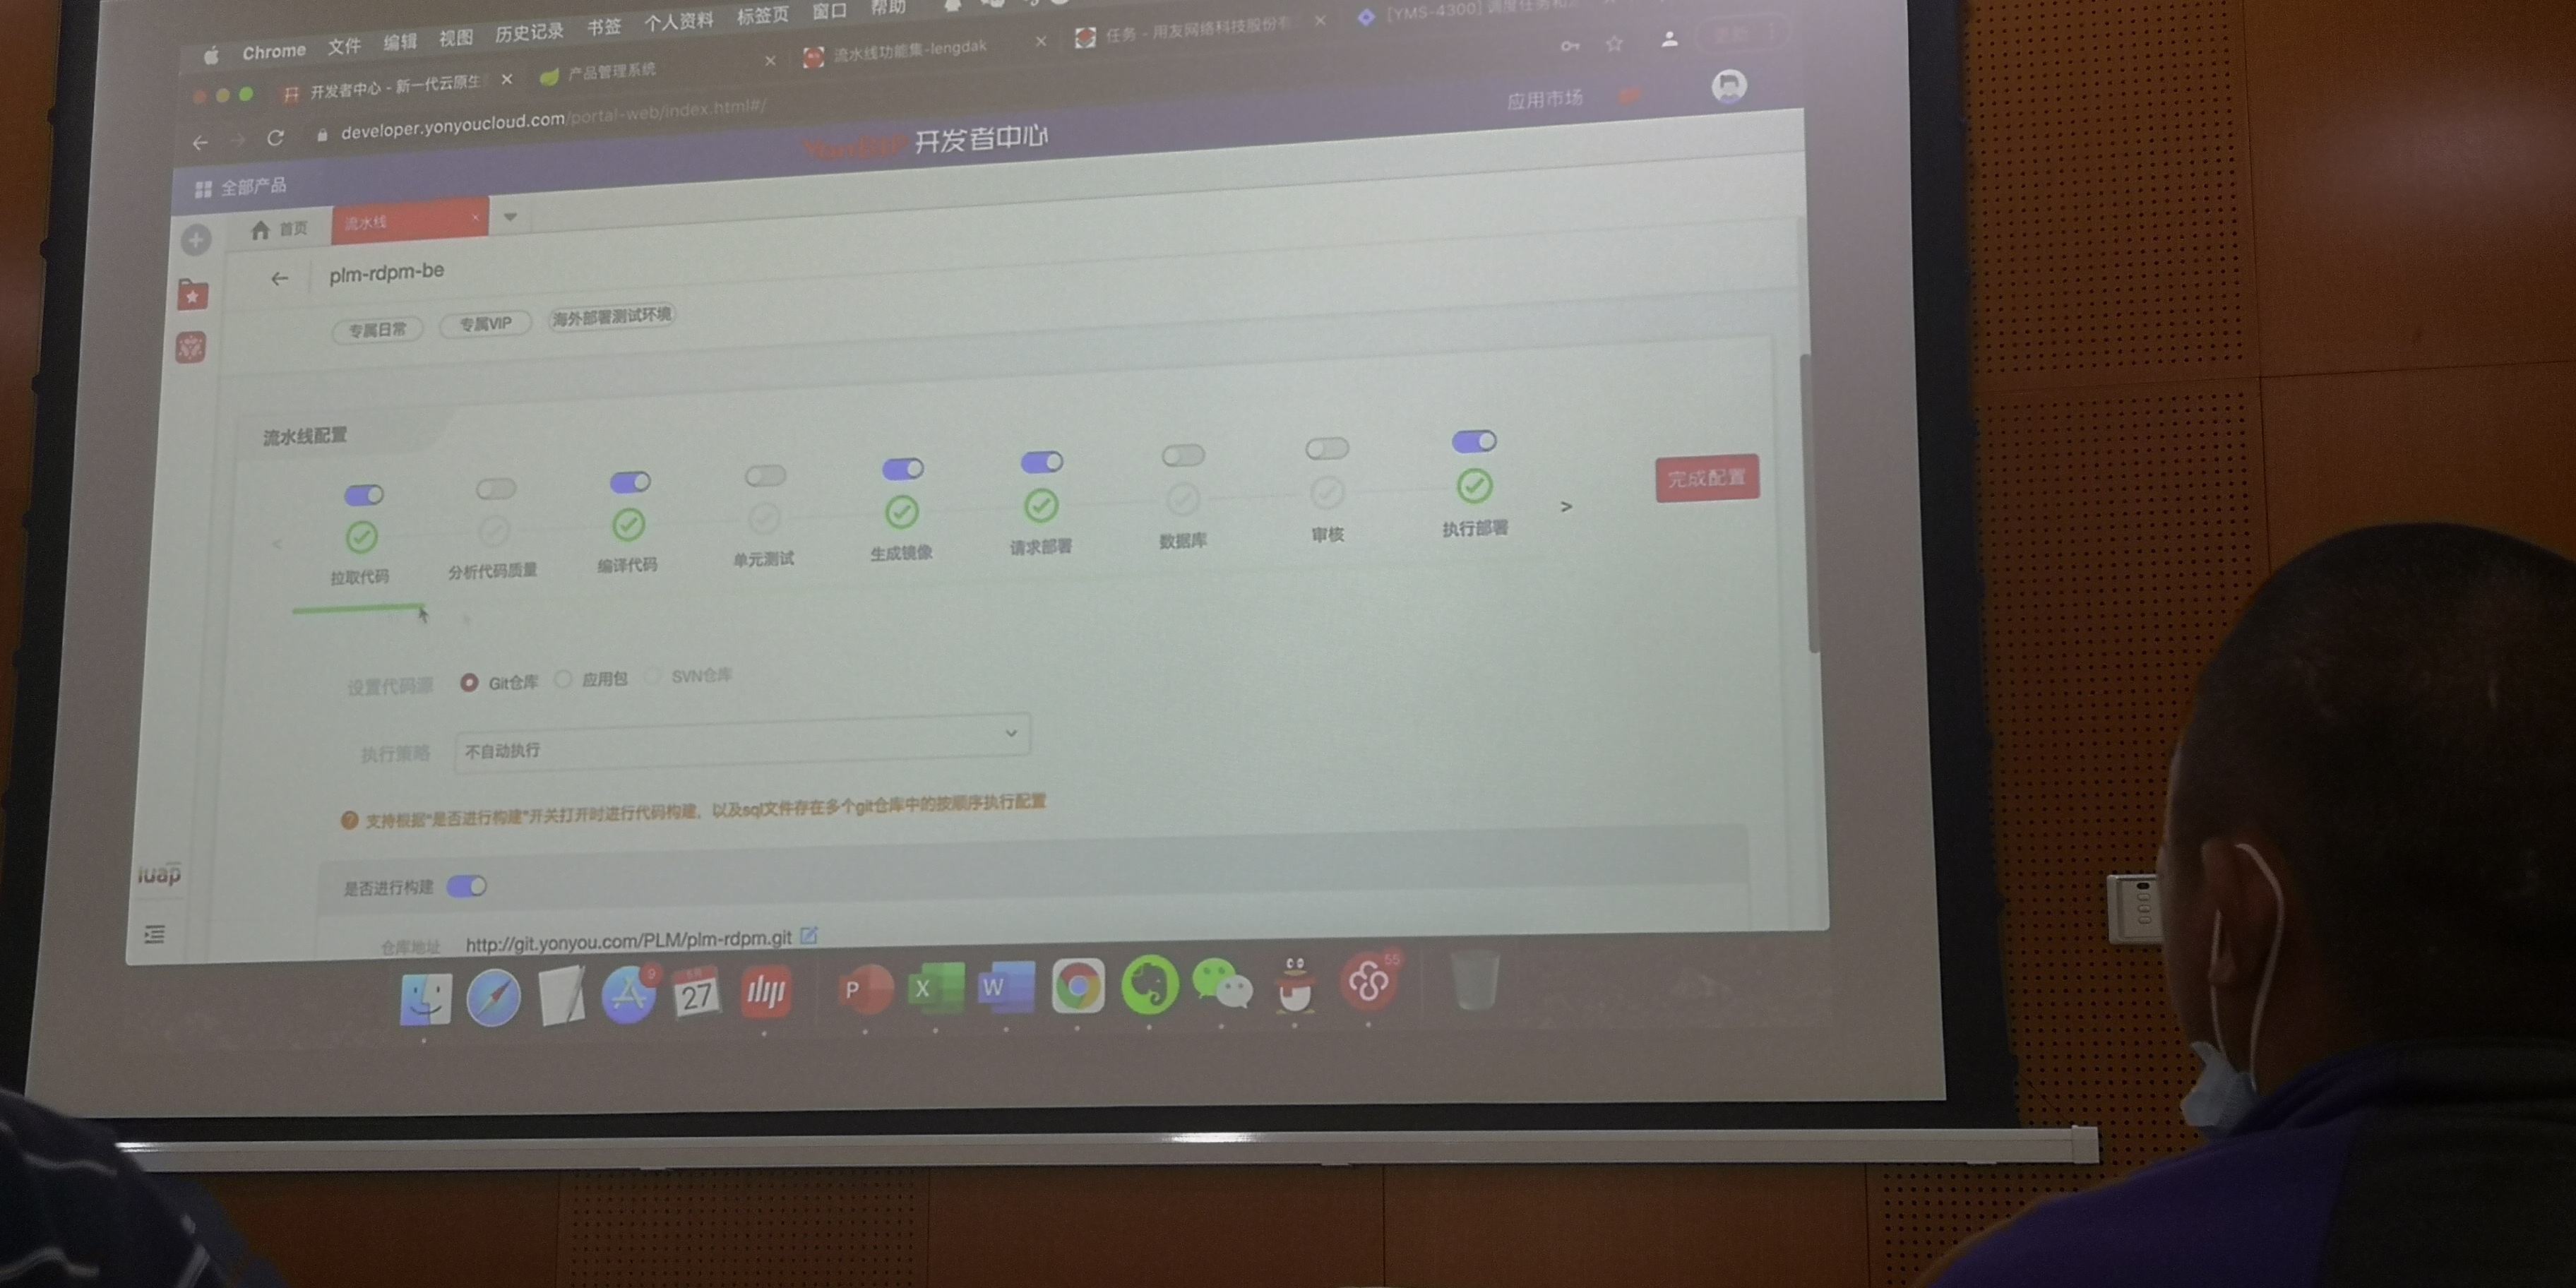 Chrome 文件 编辑 视图 历史记录 书签 个人资料 标签页 窗口 帮助
开发者中心 - 新一代云原生 产品管理系统 流水线功能集-lengdak 任务 - 用友网络科技股份有 [YMS-4300] 调度任务
developer.yonyoucloud.com/portal-web/index.html#/
全部产品 开发者中心 应用市场
首页 流水线
plm-rdpm-be
专属日常 专属VIP 海外部署测试环境
流水线配置
拉取代码 分析代码质量 编译代码 单元测试 生成镜像 请求部署 数据库 审核 执行部署 > 完成配置
设置代码源 Git仓库 应用包 SVN仓库
执行策略 不自动执行
支持根据"是否进行构建"开关打开时进行代码构建，以及sql文件存在多个git仓库中的按顺序执行配置
iuap
是否进行构建
仓库地址 http://git.yonyou.com/PLM/plm-rdpm.git
9 27 P X W 55